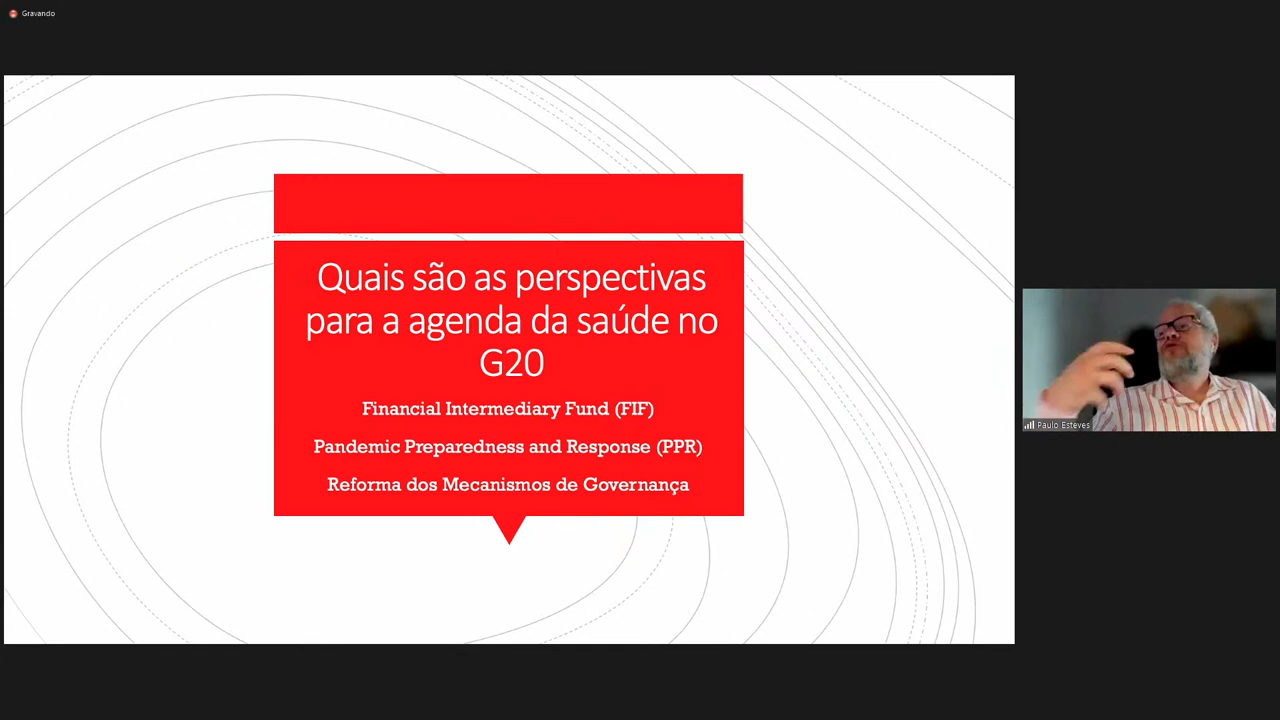 Gravando
Quais são as perspectivas
para a agenda da saúde no
G20
Financial Intermediary Fund (FIF)
Pandemic Preparedness and Response (PPR)
Reforma dos Mecanismos de Governança
Paulo Esteves